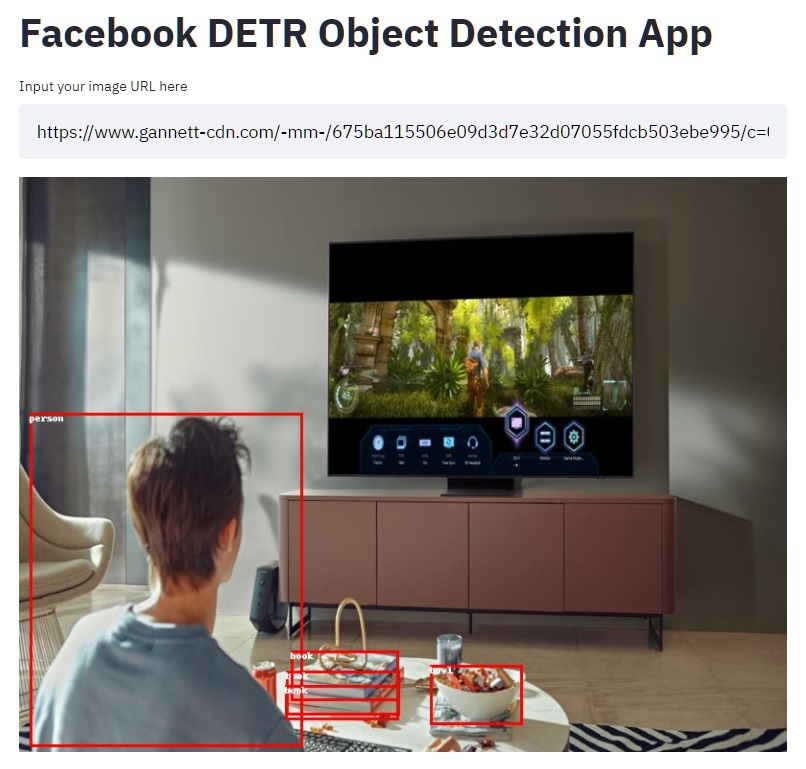 Facebook DETR Object Detection App
Input your image URL here
https://www.gannett-cdn.com/-mm-/675ba115506e09d3d7e32d07055fdcb503ebe995/c=
person
book
book
book
bowl